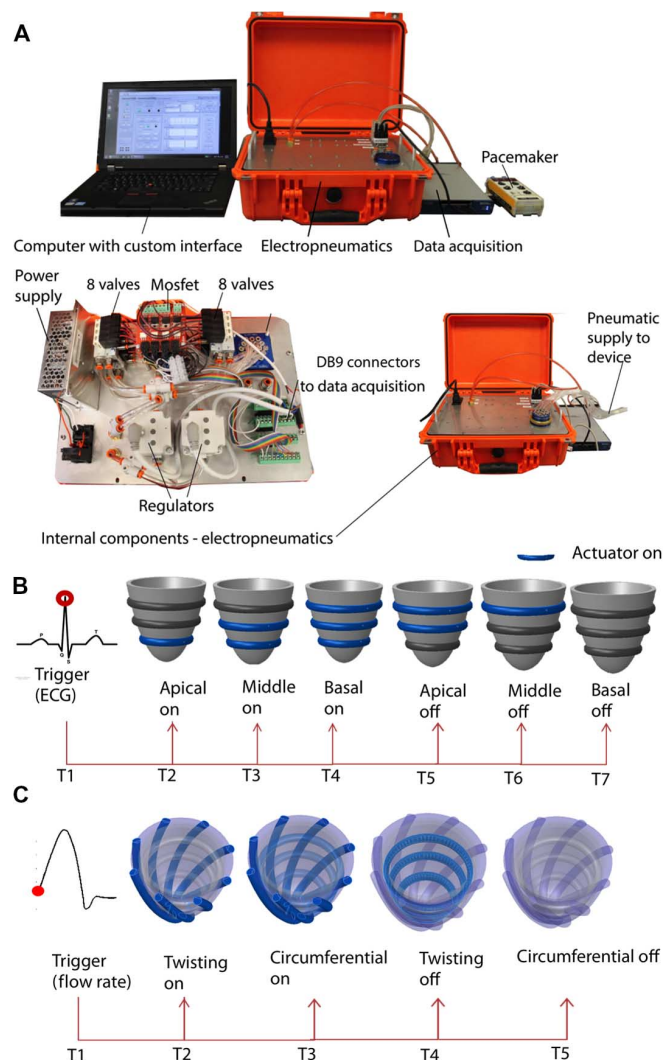 A
Pacemaker
Computer with custom interface
Electropneumatics
Data acquisition
Power
supply
8 valves
Mosfet
8 valves
Pneumatic
supply to
device
DB9 connectors
to data acquisition
Regulators
Internal components - electropneumatics
Actuator on
B
P
T
Q
S
Trigger
(ECG)
Apical
on
Middle
on
Basal
on
Apical
off
Middle
off
Basal
off
T1
T2
T3
T4
T5
T6
T7
C
Trigger
(flow rate)
Twisting
on
Circumferential
on
Twisting
off
Circumferential off
T1
T2
T3
T4
T5